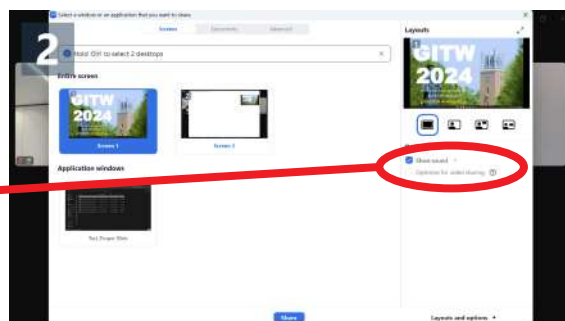 Select a window or an application that you want to share
2
Screen
Documents
Advanced
Hold Ctrl to select 2 desktops
Entire screen
GITW
2024
Screen 1
Screen 2
Application windows
Layouts
GITW
2024
Share sound
Optimize for video sharing
Share
Layouts and options